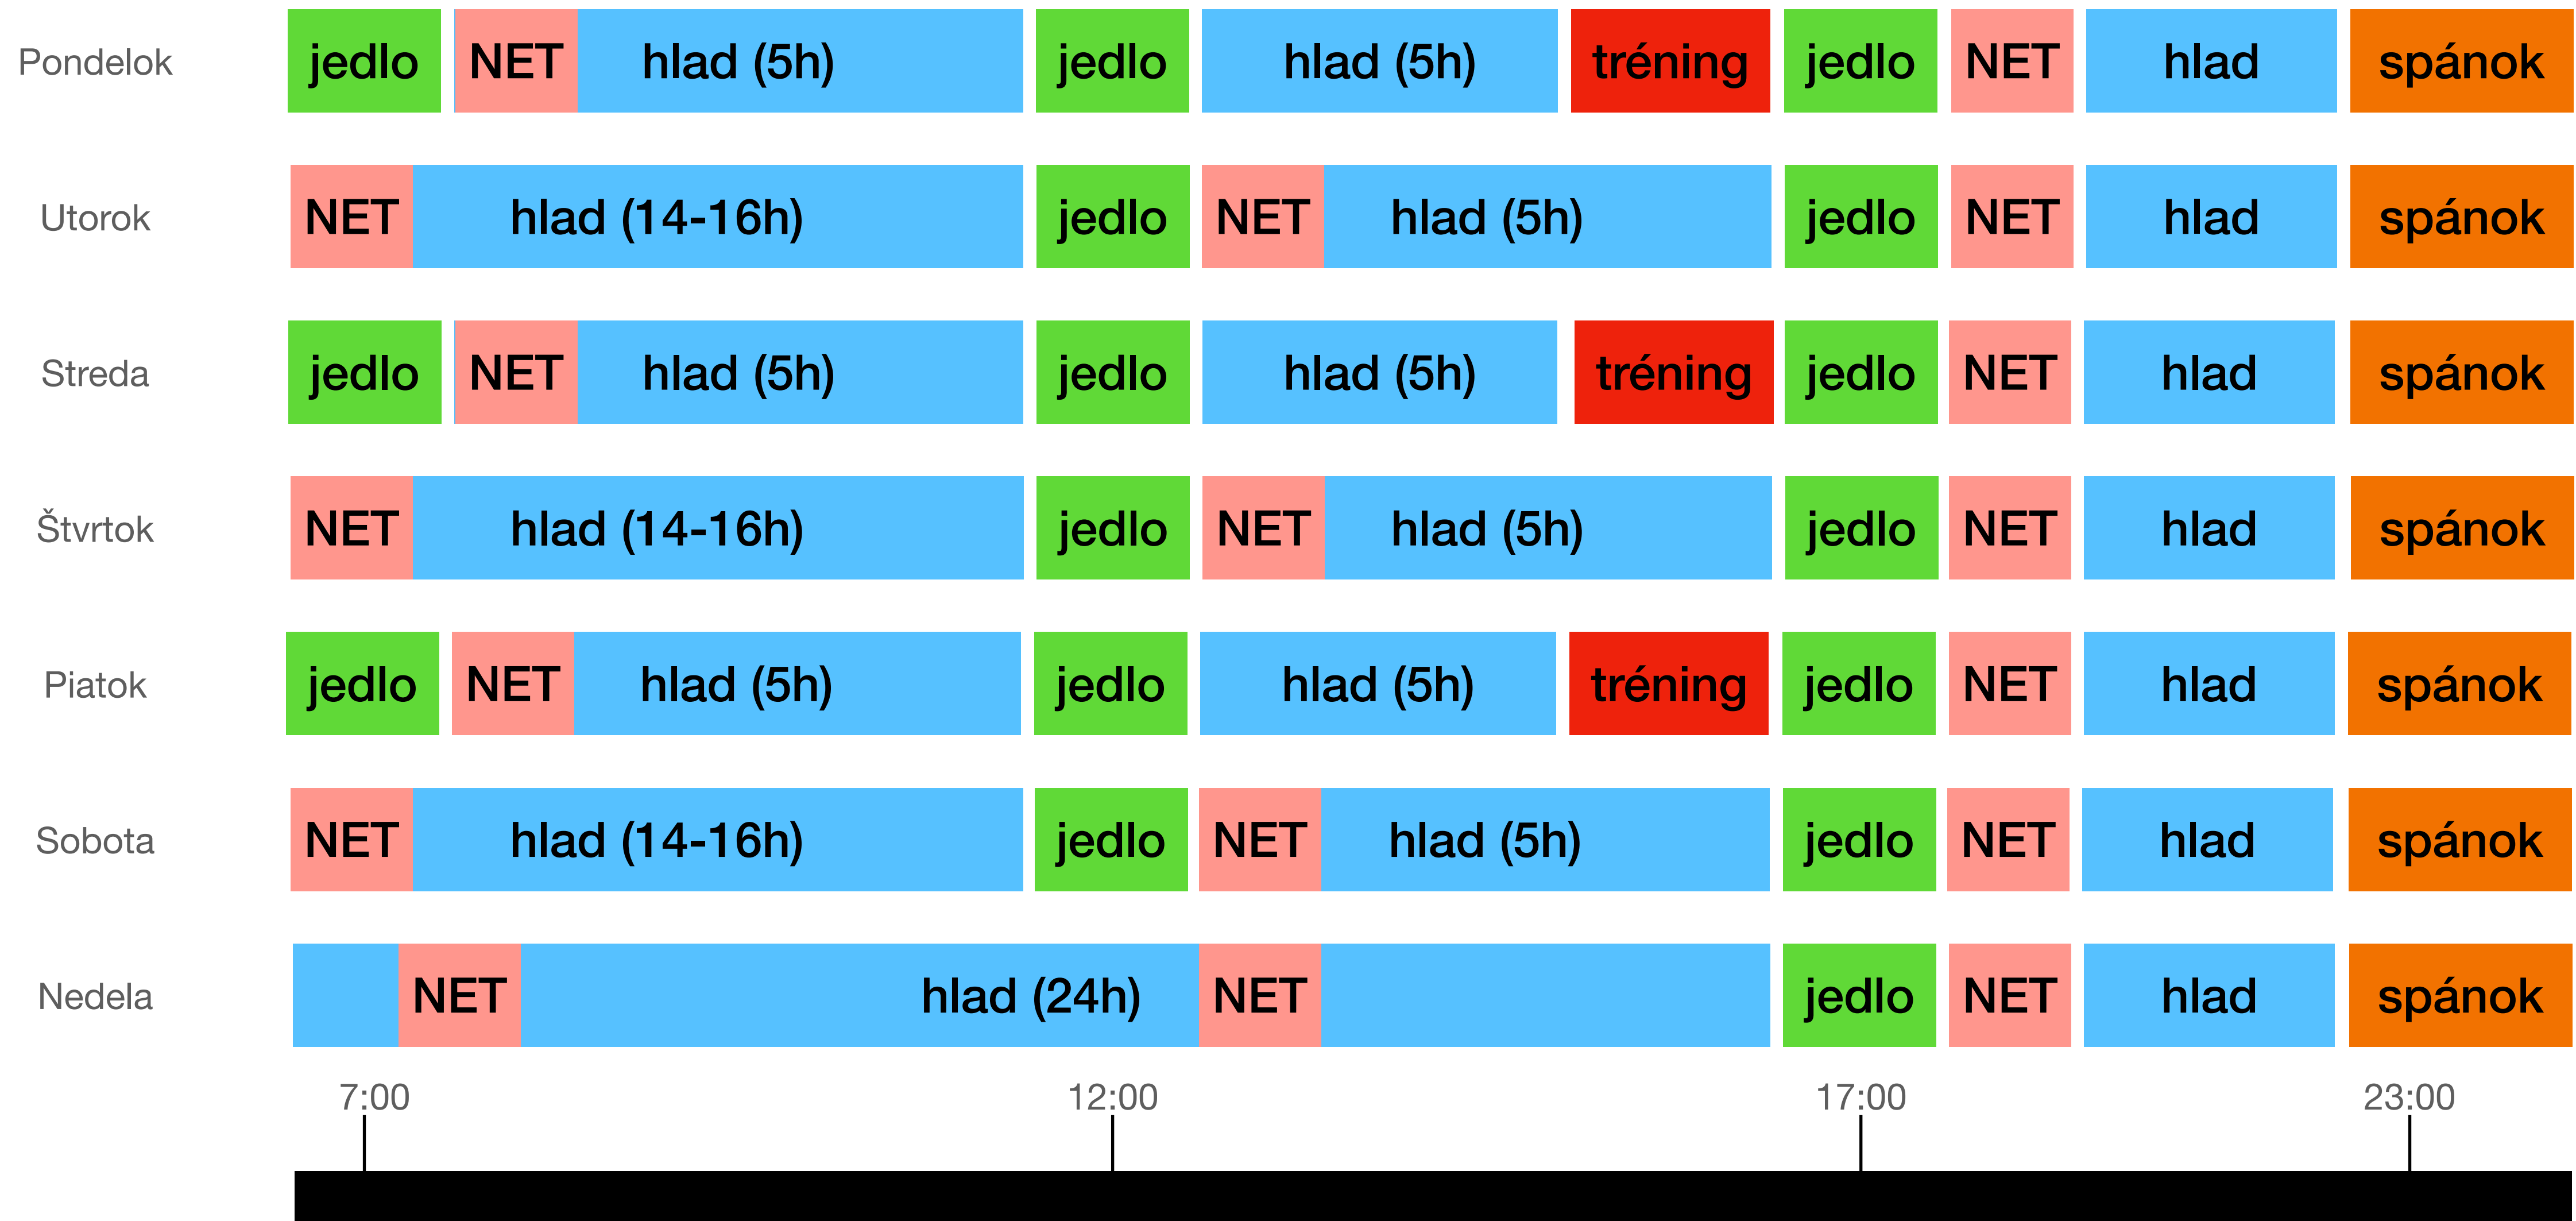 Pondelok jedlo NET hlad (5h) jedlo hlad (5h) tréning jedlo NET hlad spánok
Utorok NET hlad (14-16h) jedlo NET hlad (5h) jedlo NET hlad spánok
Streda jedlo NET hlad (5h) jedlo hlad (5h) tréning jedlo NET hlad spánok
Štvrtok NET hlad (14-16h) jedlo NET hlad (5h) jedlo NET hlad spánok
Piatok jedlo NET hlad (5h) jedlo hlad (5h) tréning jedlo NET hlad spánok
Sobota NET hlad (14-16h) jedlo NET hlad (5h) jedlo NET hlad spánok
Nedela NET hlad (24h) NET jedlo NET hlad spánok
7:00 12:00 17:00 23:00